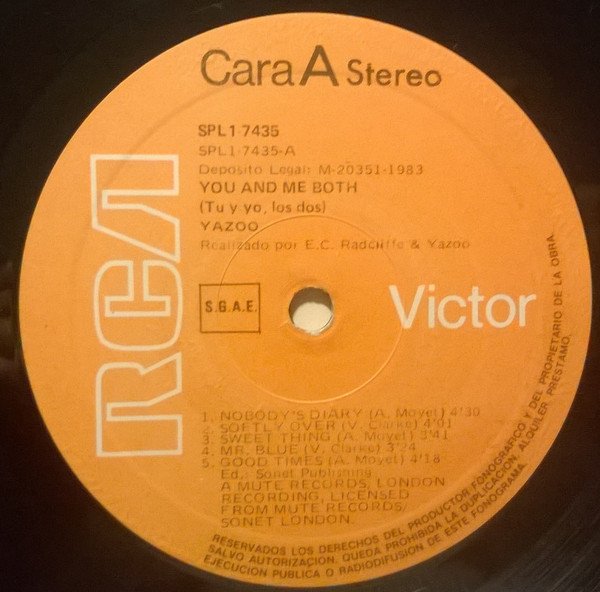 Cara A Stereo
SPL1-7435
SPL1-7435-A
Deposito Legal: M-20351-1983
YOU AND ME BOTH
(Tu y yo, los dos)
YAZOO
Realizado por E.C. Radcliffe & Yazoo
RCA
S.G.A.E.
Victor
1. NOBODY'S DIARY (A. Moyet) 4'30
2. SOFTLY OVER (V. Clarke) 4'01
3. SWEET THING (A. Moyet) 3'41
4. MR. BLUE (V. Clarke) 3'24
5. GOOD TIMES (A. Moyet) 4'18
Ed., Sonet Publishing
A MUTE RECORDS, LONDON
RECORDING, LICENSED
FROM MUTE RECORDS/
SONET LONDON.
RESERVADOS LOS DERECHOS DEL PRODUCTOR FONOGRAFICO Y DEL PROPIETARIO DE LA OBRA.
SALVO AUTORIZACION, QUEDA PROHIBIDA LA DUPLICACION, ALQUILER, PRESTAMO,
EJECUCION PUBLICA O RADIODIFUSION DE ESTE FONOGRAMA.